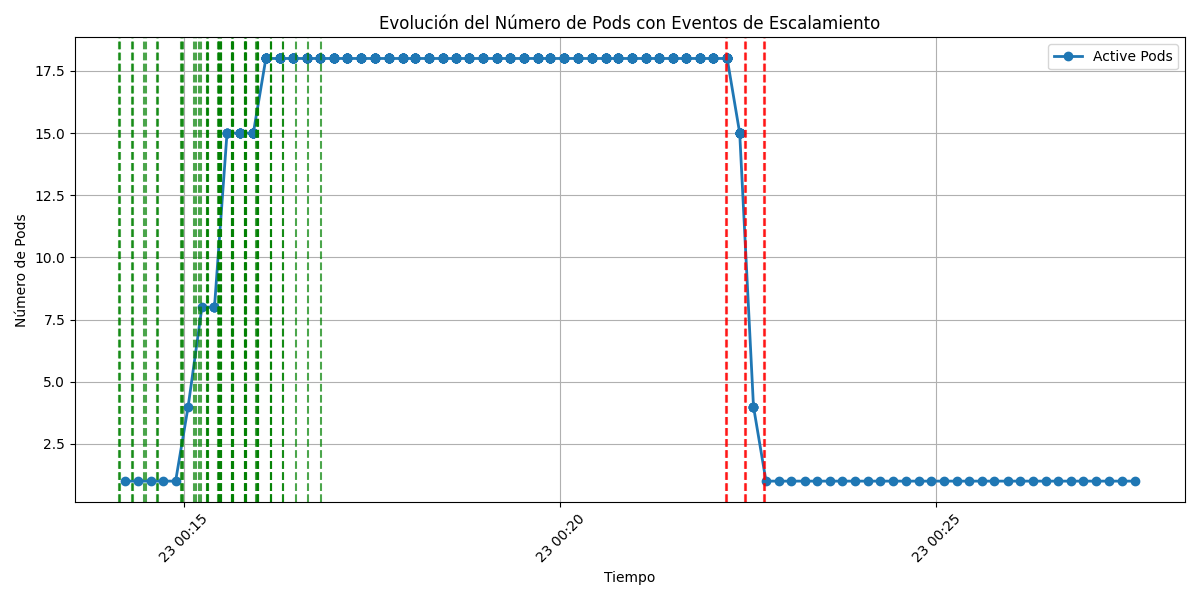 Evolución del Número de Pods con Eventos de Escalamiento
Active Pods
Número de Pods
17.5
15.0
12.5
10.0
7.5
5.0
2.5
23 00:15
23 00:20
23 00:25
Tiempo